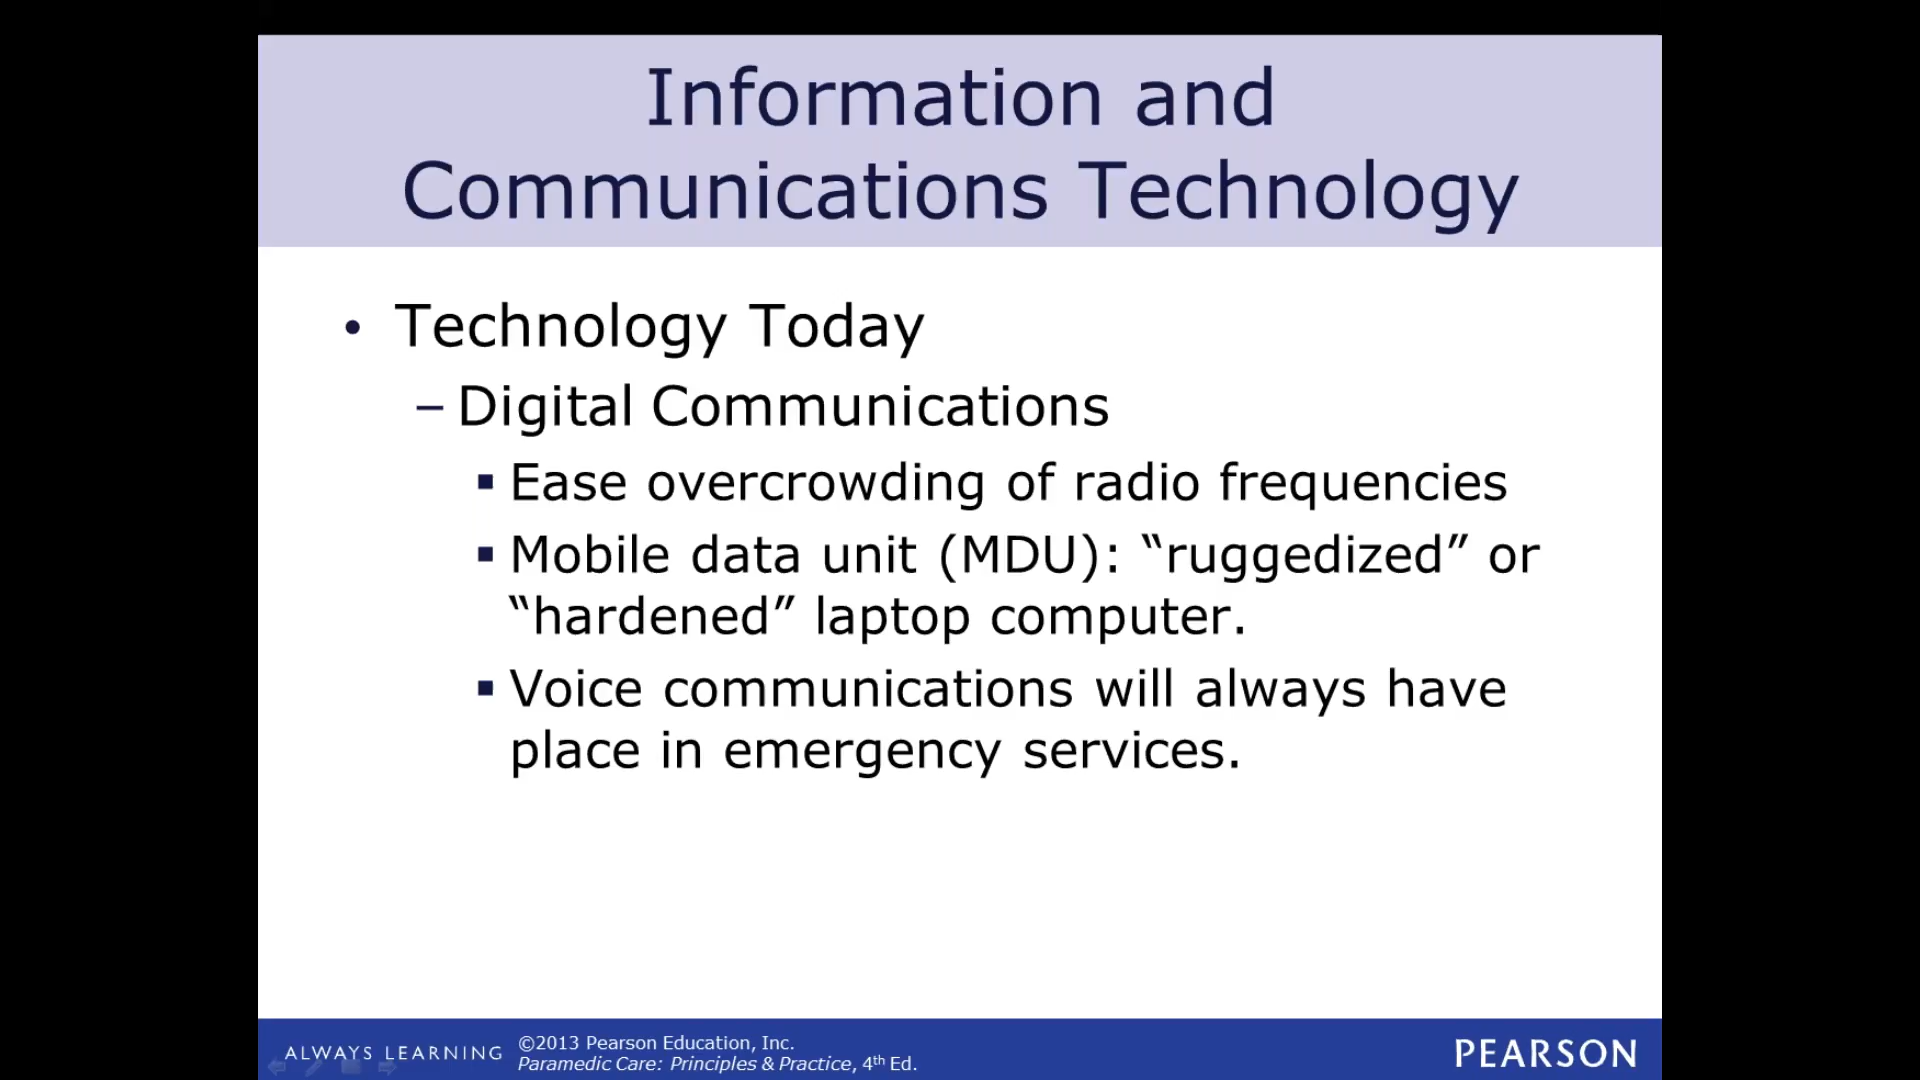 Information and
Communications Technology
• Technology Today
– Digital Communications
▪ Ease overcrowding of radio frequencies
▪ Mobile data unit (MDU): “ruggedized” or
“hardened” laptop computer.
▪ Voice communications will always have
place in emergency services.
ALWAYS LEARNING
©2013 Pearson Education, Inc.
Paramedic Care: Principles & Practice, 4th Ed.
PEARSON